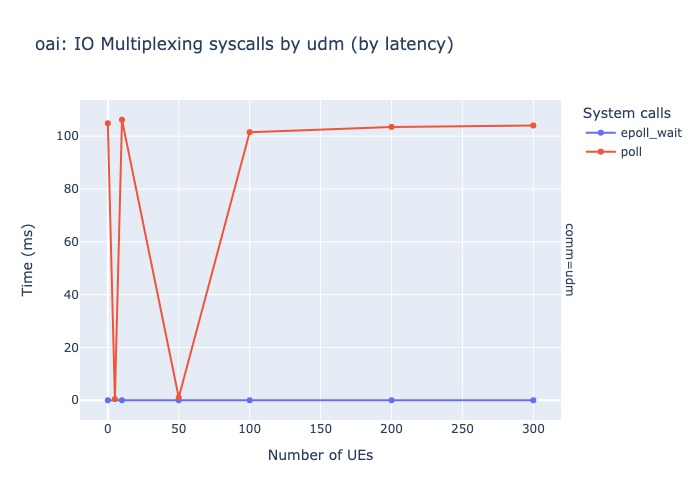 oai: IO Multiplexing syscalls by udm (by latency)
System calls
epoll_wait
poll
100
80
60
40
20
0
Time (ms)
comm=udm
0 50 100 150 200 250 300
Number of UEs